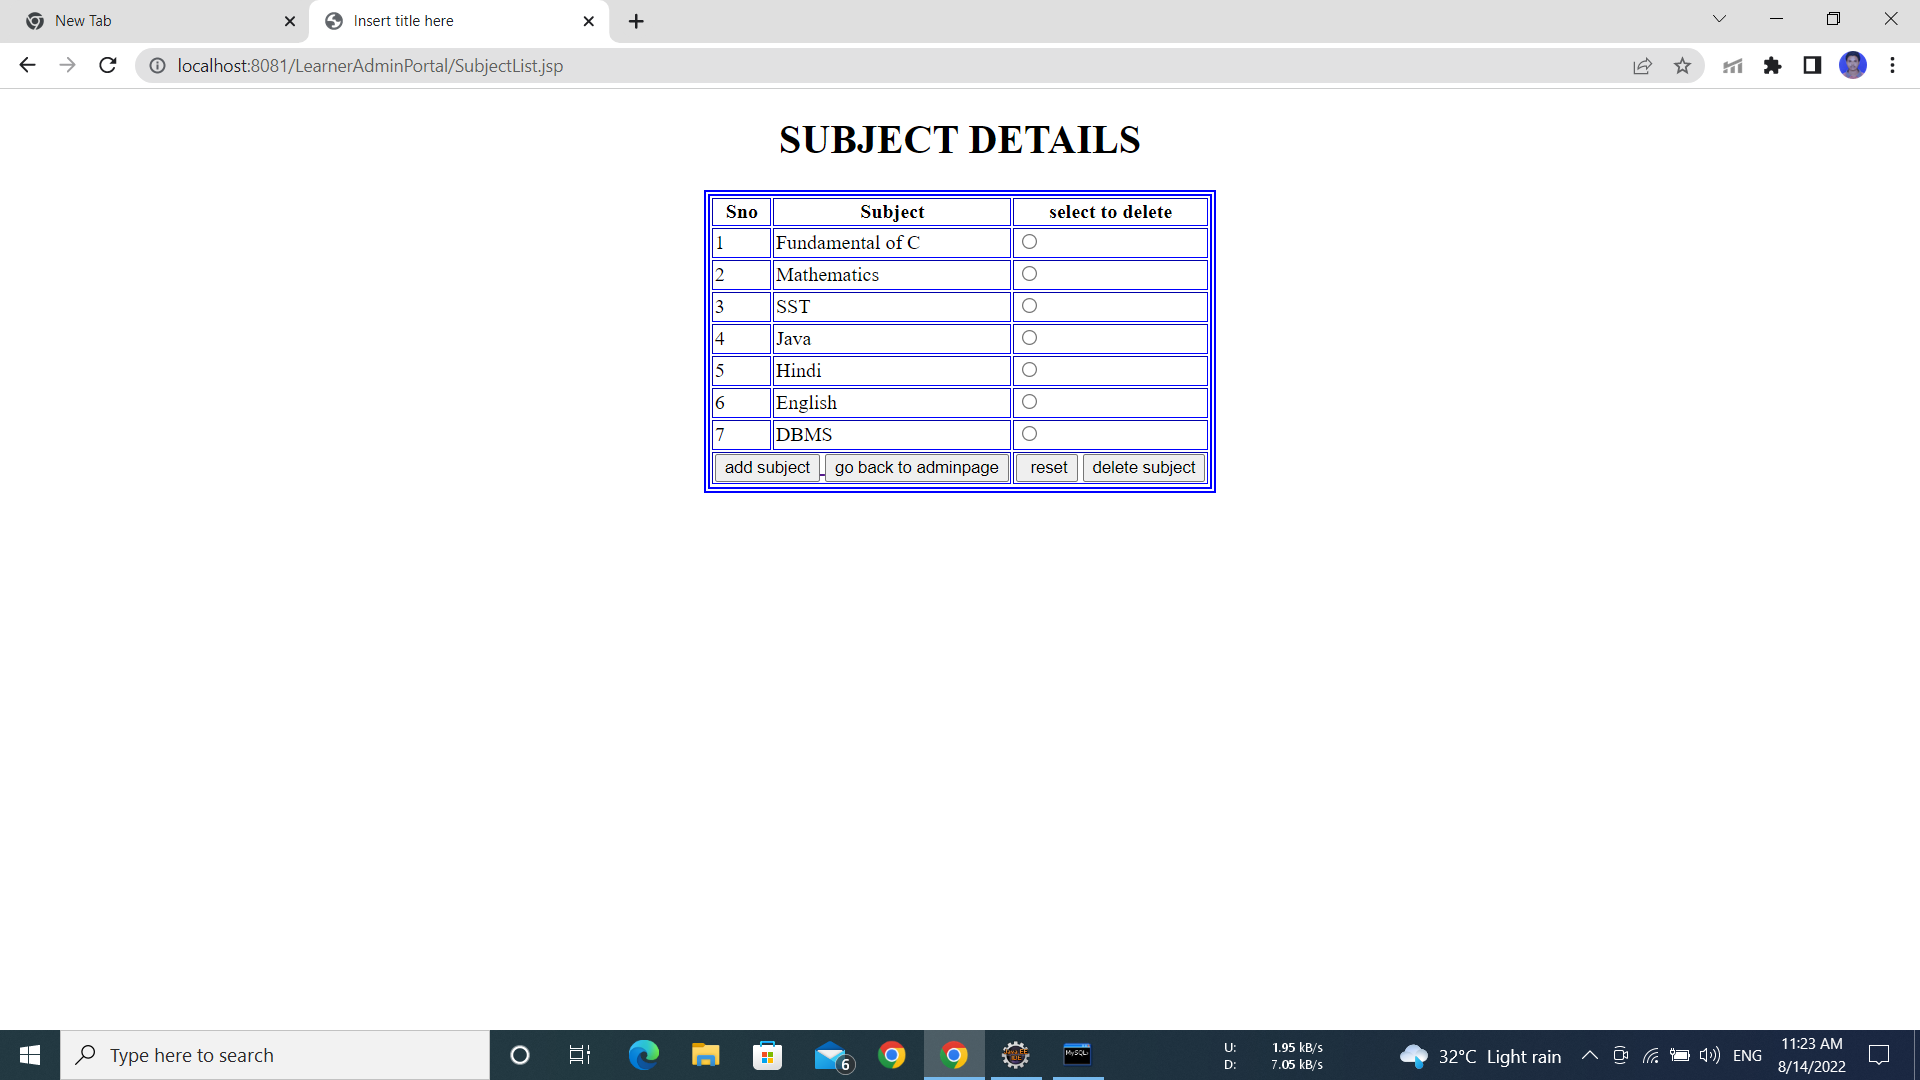 New Tab
Insert title here
localhost:8081/LearnerAdminPortal/SubjectList.jsp
SUBJECT DETAILS
Sno Subject select to delete
1 Fundamental of C
2 Mathematics
3 SST
4 Java
5 Hindi
6 English
7 DBMS
add subject go back to adminpage reset delete subject
Type here to search
6
MySQL
U: 1.95 kB/s
D: 7.05 kB/s
32°C Light rain
ENG
11:23 AM
8/14/2022